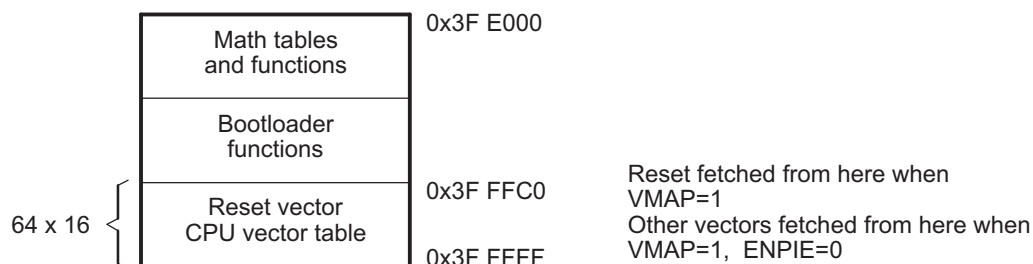 0x3F E000
Math tables
and functions
Bootloader
functions
0x3F FFC0
Reset fetched from here when
VMAP=1
Other vectors fetched from here when
VMAP=1, ENPIE=0
64 x 16
Reset vector
CPU vector table
0x3F FFFF